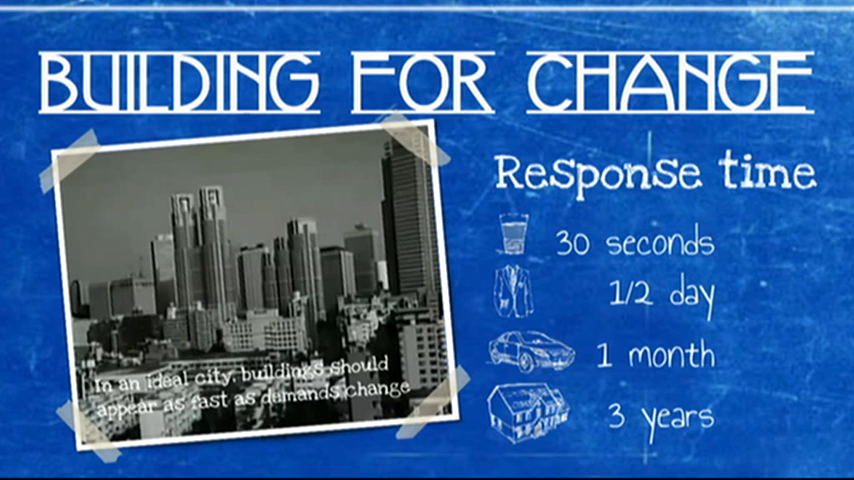 BUILDING FOR CHANGE
In an ideal city, buildings should
appear as fast as demands change
Response time
30 seconds
1/2 day
1 month
3 years